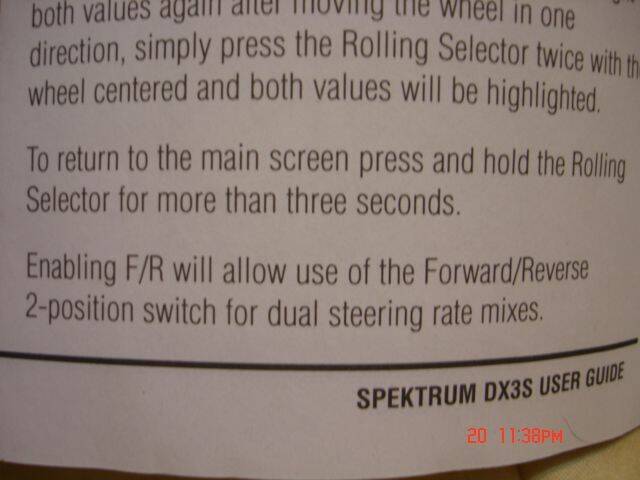 both values again after moving the wheel in one
direction, simply press the Rolling Selector twice with th
wheel centered and both values will be highlighted.
To return to the main screen press and hold the Rolling
Selector for more than three seconds.
Enabling F/R will allow use of the Forward/Reverse
2-position switch for dual steering rate mixes.
SPEKTRUM DX3S USER GUIDE
20 11:38PM